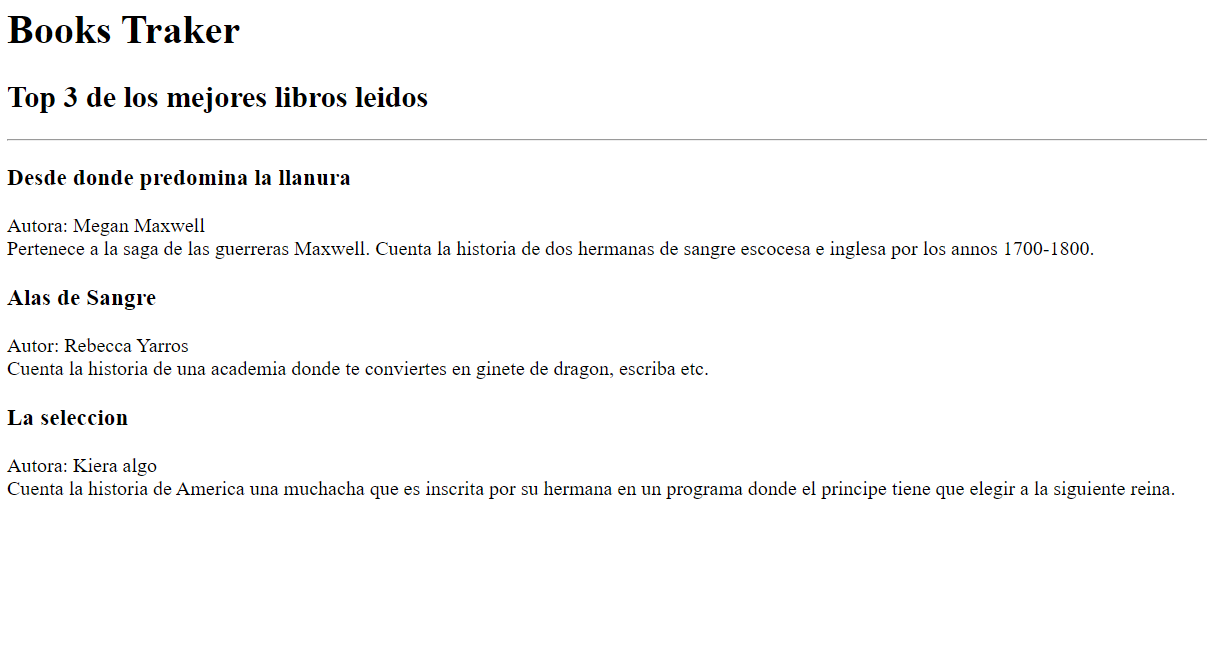 Books Traker
Top 3 de los mejores libros leidos
Desde donde predomina la llanura
Autora: Megan Maxwell
Pertenece a la saga de las guerreras Maxwell. Cuenta la historia de dos hermanas de sangre escocesa e inglesa por los annos 1700-1800.
Alas de Sangre
Autor: Rebecca Yarros
Cuenta la historia de una academia donde te conviertes en ginete de dragon, escriba etc.
La seleccion
Autora: Kiera algo
Cuenta la historia de America una muchacha que es inscrita por su hermana en un programa donde el principe tiene que elegir a la siguiente reina.